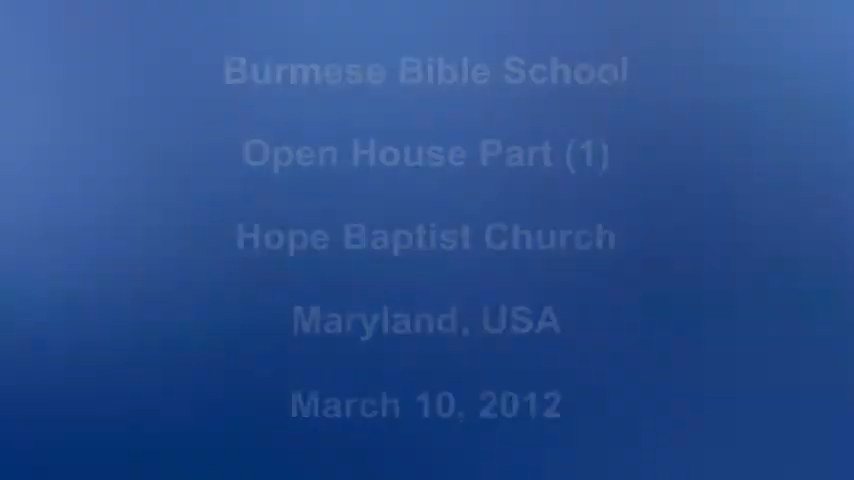 Burmese Bible School
Open House Part (1)
Hope Baptist Church
Maryland, USA
March 10, 2012